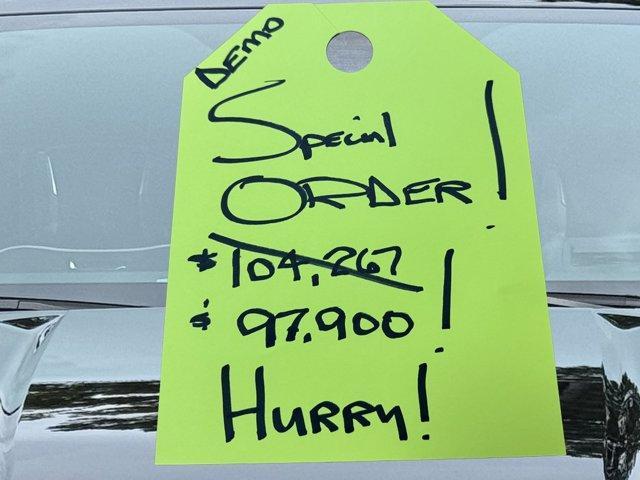 DEMO
Special
ORDER!
$104,267
$97,900!
HURRY!